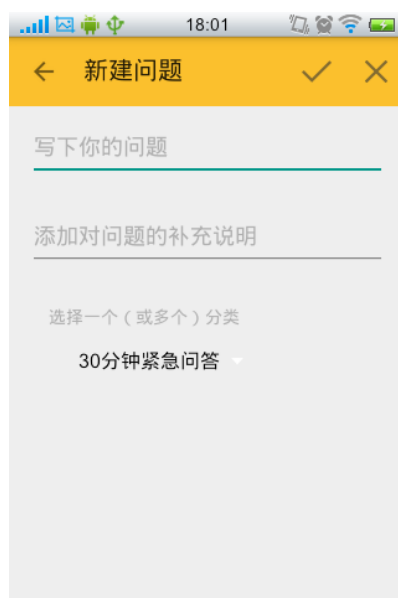 18:01
新建问题
写下你的问题
添加对问题的补充说明
选择一个（或多个）分类
30分钟紧急问答